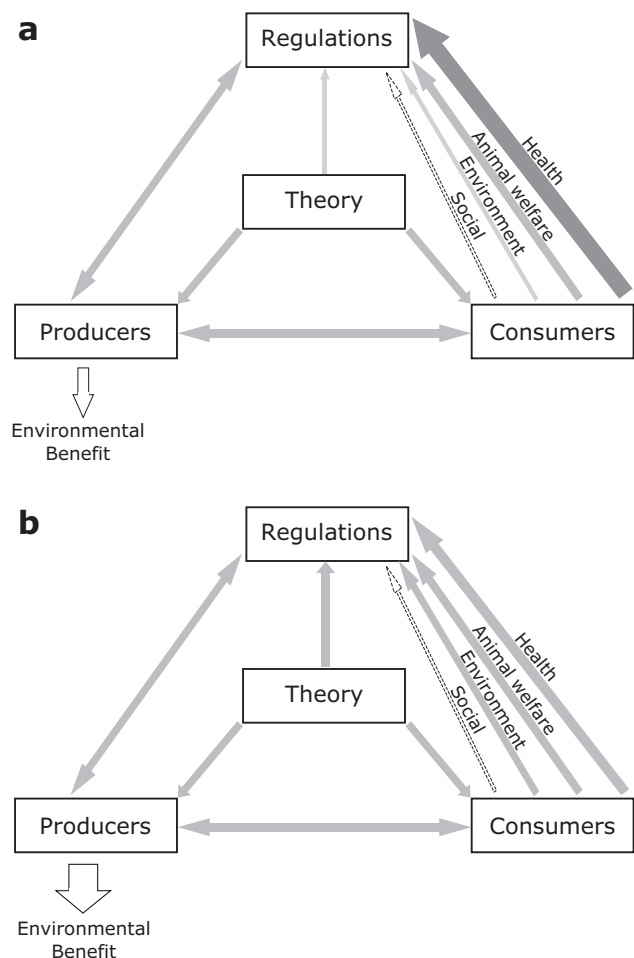 a
Regulations
Health
Animal welfare
Environment
Social
Theory
Producers
Consumers
Environmental
Benefit
b
Regulations
Health
Animal welfare
Environment
Social
Theory
Producers
Consumers
Environmental
Benefit